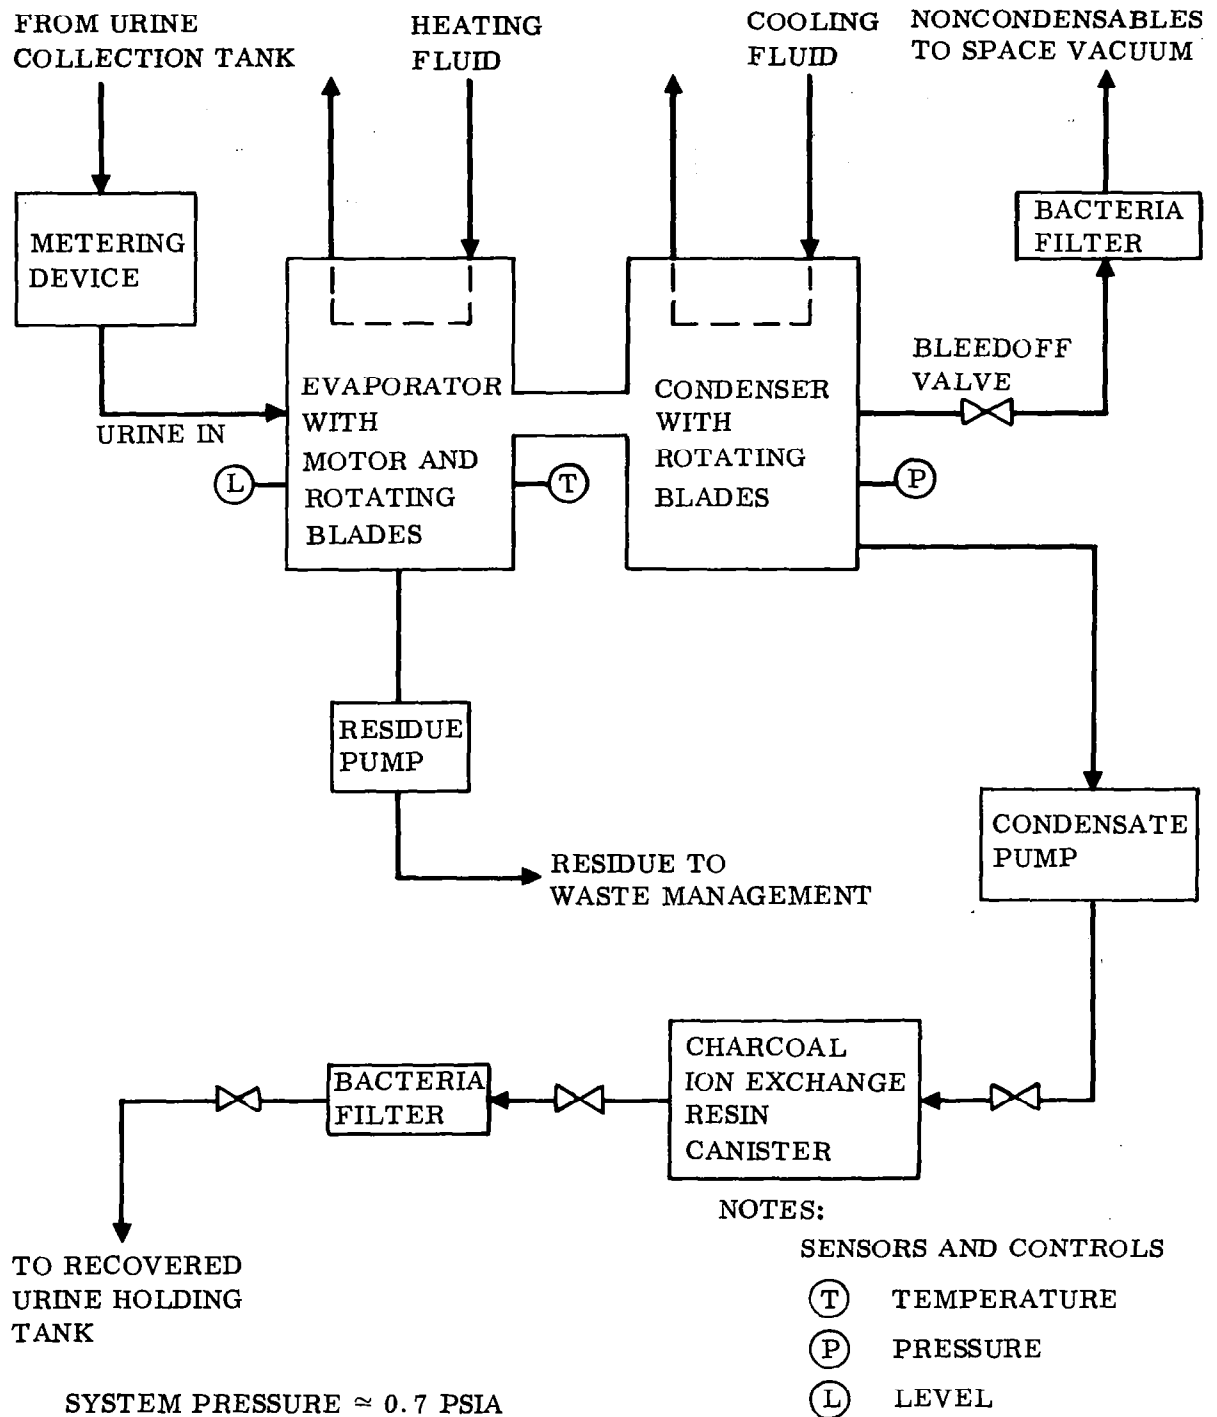 FROM URINE
COLLECTION TANK
HEATING
FLUID
COOLING
FLUID
NONCONDENSABLES
TO SPACE VACUUM
METERING
DEVICE
BACTERIA
FILTER
BLEEDOFF
VALVE
URINE IN
EVAPORATOR
WITH
MOTOR AND
ROTATING
BLADES
CONDENSER
WITH
ROTATING
BLADES
L
T
P
RESIDUE
PUMP
RESIDUE TO
WASTE MANAGEMENT
CONDENSATE
PUMP
CHARCOAL
ION EXCHANGE
RESIN
CANISTER
BACTERIA
FILTER
TO RECOVERED
URINE HOLDING
TANK
NOTES:
SENSORS AND CONTROLS
T TEMPERATURE
P PRESSURE
L LEVEL
SYSTEM PRESSURE ≃ 0.7 PSIA